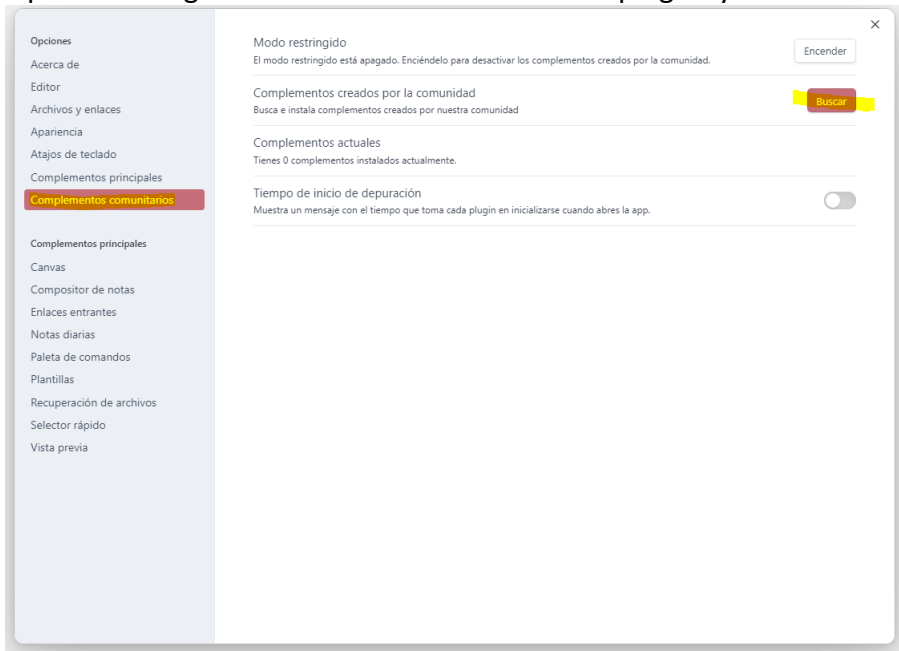 Opciones
Acerca de
Editor
Archivos y enlaces
Apariencia
Atajos de teclado
Complementos principales
Complementos comunitarios
Complementos principales
Canvas
Compositor de notas
Enlaces entrantes
Notas diarias
Paleta de comandos
Plantillas
Recuperación de archivos
Selector rápido
Vista previa
Modo restringido
El modo restringido está apagado. Enciéndelo para desactivar los complementos creados por la comunidad.
Encender
Complementos creados por la comunidad
Busca e instala complementos creados por nuestra comunidad
Buscar
Complementos actuales
Tienes 0 complementos instalados actualmente.
Tiempo de inicio de depuración
Muestra un mensaje con el tiempo que toma cada plugin en inicializarse cuando abres la app.